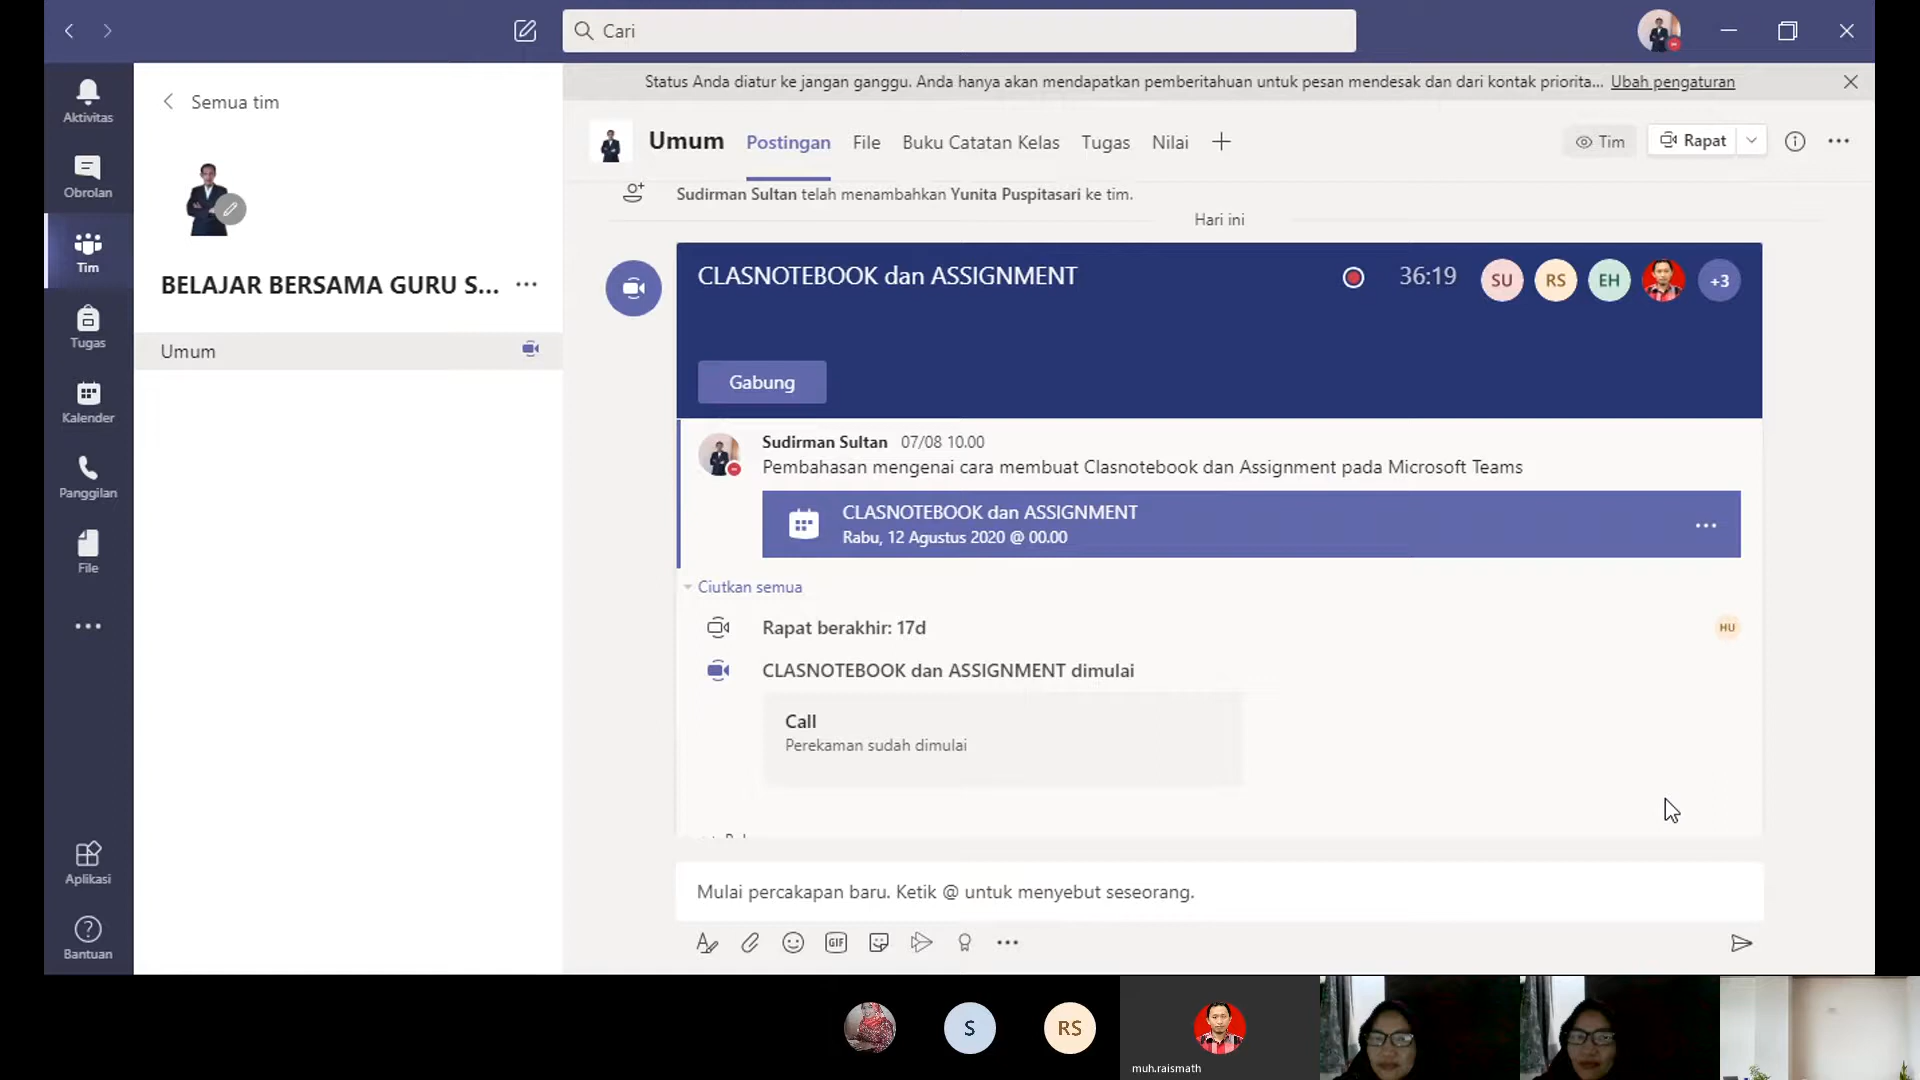 Cari
Status Anda diatur ke jangan ganggu. Anda hanya akan mendapatkan pemberitahuan untuk pesan mendesak dan dari kontak priorita... Ubah pengaturan
Aktivitas
Obrolan
Tim
Tugas
Kalender
Panggilan
File
Aplikasi
Bantuan
Semua tim
BELAJAR BERSAMA GURU S... ...
Umum
Umum Postingan File Buku Catatan Kelas Tugas Nilai
Tim Rapat
Sudirman Sultan telah menambahkan Yunita Puspitasari ke tim.
Hari ini
CLASNOTEBOOK dan ASSIGNMENT 36:19 SU RS EH +3
Gabung
Sudirman Sultan 07/08 10.00
Pembahasan mengenai cara membuat Clasnotebook dan Assignment pada Microsoft Teams
CLASNOTEBOOK dan ASSIGNMENT
Rabu, 12 Agustus 2020 @ 00.00
Ciutkan semua
Rapat berakhir: 17d HU
CLASNOTEBOOK dan ASSIGNMENT dimulai
Call
Perekaman sudah dimulai
Mulai percakapan baru. Ketik @ untuk menyebut seseorang.
GIF
S RS
muh.raismath